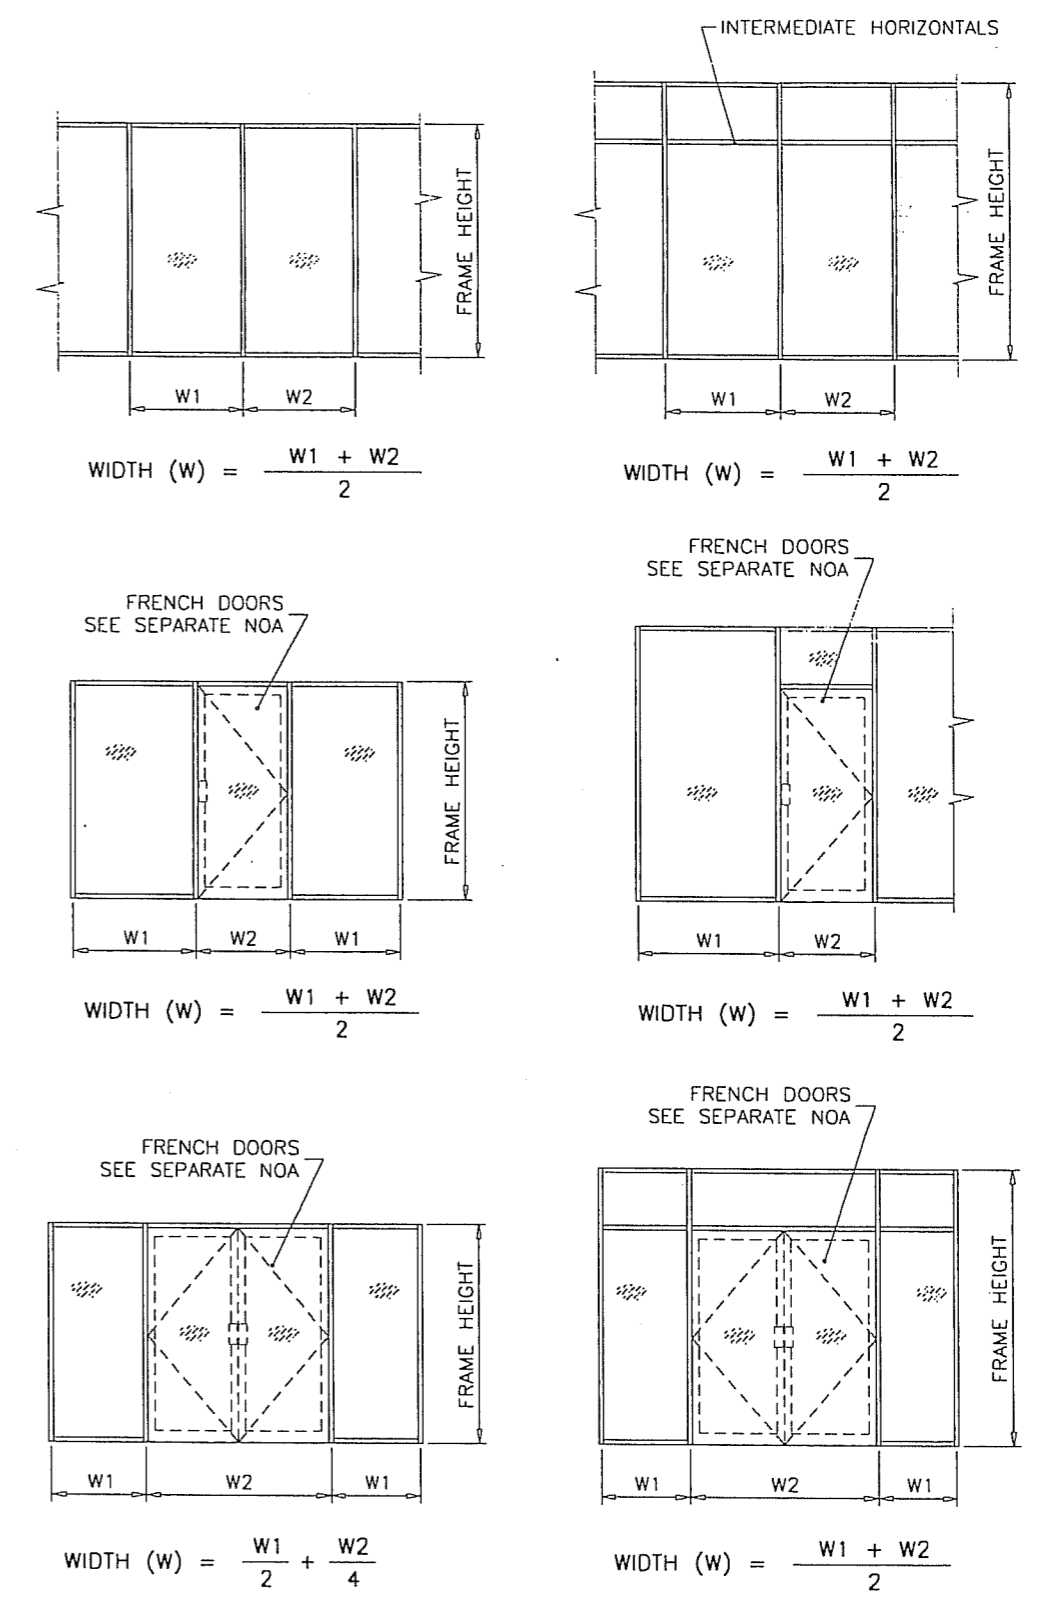 INTERMEDIATE HORIZONTALS
FRAME HEIGHT
W1 W2
WIDTH (W) = W1 + W2
2
FRAME HEIGHT
W1 W2
WIDTH (W) = W1 + W2
2
FRENCH DOORS
SEE SEPARATE NOA
FRAME HEIGHT
W1 W2 W1
WIDTH (W) = W1 + W2
2
FRENCH DOORS
SEE SEPARATE NOA
W1 W2
WIDTH (W) = W1 + W2
2
FRENCH DOORS
SEE SEPARATE NOA
FRAME HEIGHT
W1 W2 W1
WIDTH (W) = W1 + W2
2 4
FRENCH DOORS
SEE SEPARATE NOA
FRAME HEIGHT
W1 W2 W1
WIDTH (W) = W1 + W2
2